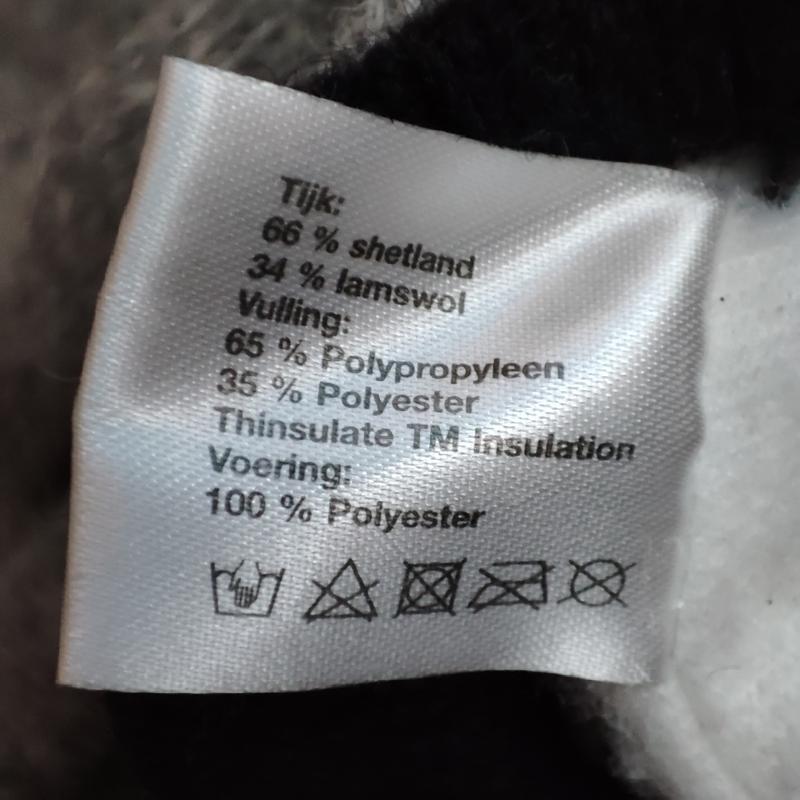 Tijk:
66 % shetland
34 % lamswol
Vulling:
65 % Polypropyleen
35 % Polyester
Thinsulate TM Insulation
Voering:
100 % Polyester